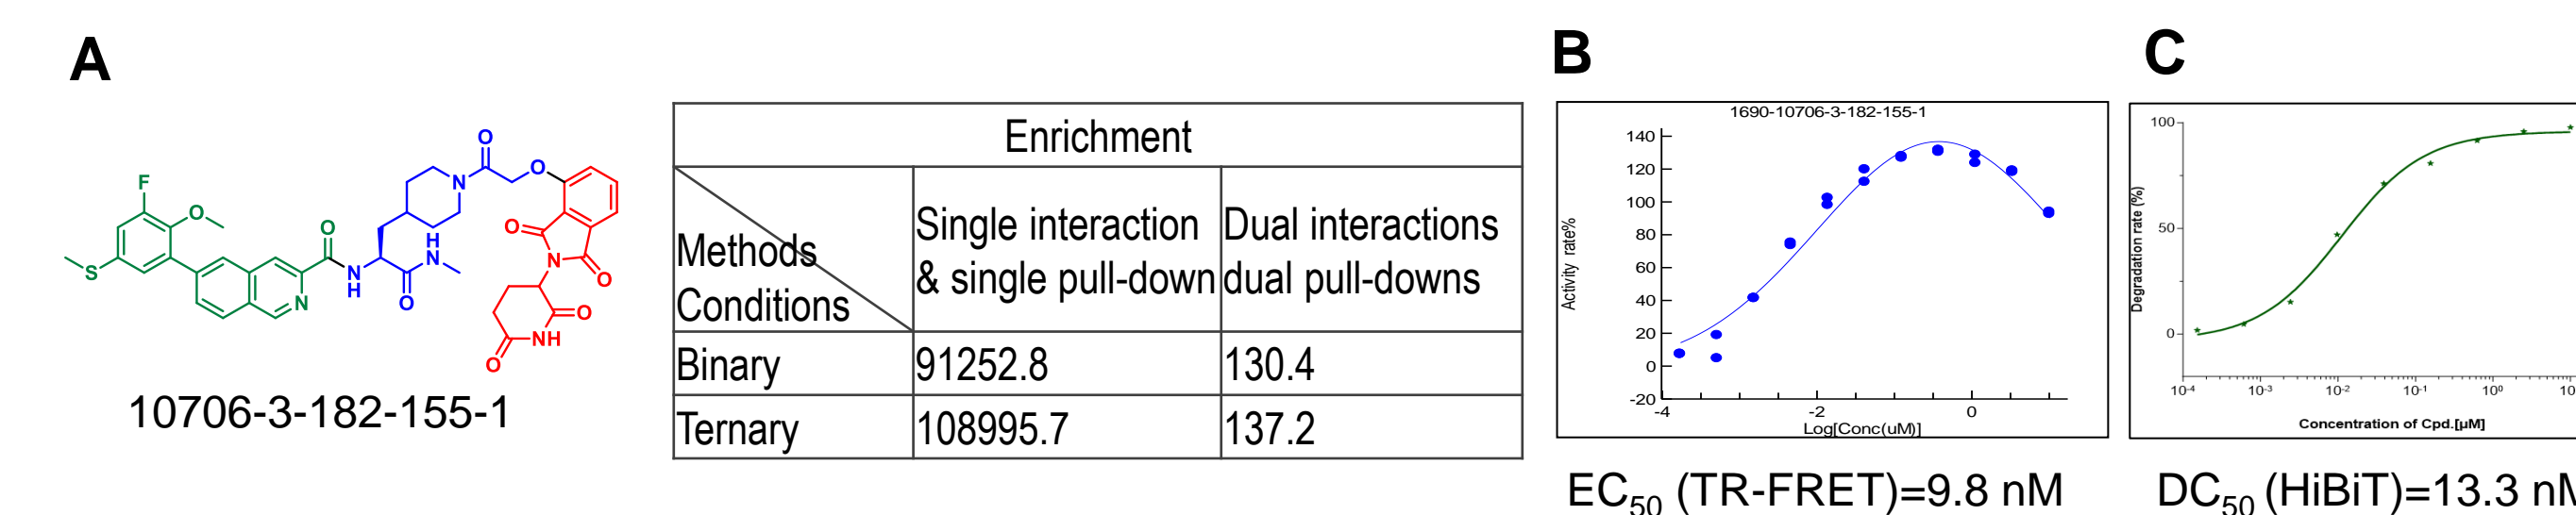 A
F
O
O
S
N
H
N
O
H
N
O
N
O
O
O
N
O
O
NH
O
10706-3-182-155-1
Enrichment
Methods
Conditions
Single interaction
& single pull-down
Dual interactions
dual pull-downs
Binary
91252.8
130.4
Ternary
108995.7
137.2
B
1690-10706-3-182-155-1
Activity rate%
140
120
100
80
60
40
20
0
-20
-4
-2
0
Log[Conc(uM)]
EC50 (TR-FRET)=9.8 nM
C
Degradation rate (%)
100
50
0
10-4
10-3
10-2
10-1
100
10
Concentration of Cpd.[µM]
DC50 (HiBiT)=13.3 nM